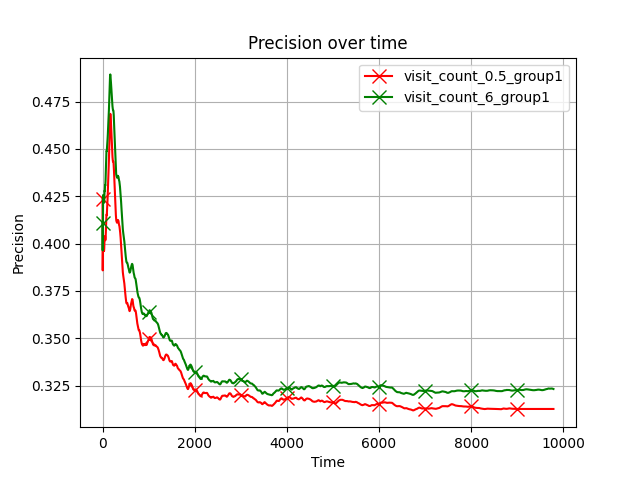 Precision over time
visit_count_0.5_group1
visit_count_6_group1
Precision
0.475
0.450
0.425
0.400
0.375
0.350
0.325
0
2000
4000
6000
8000
10000
Time